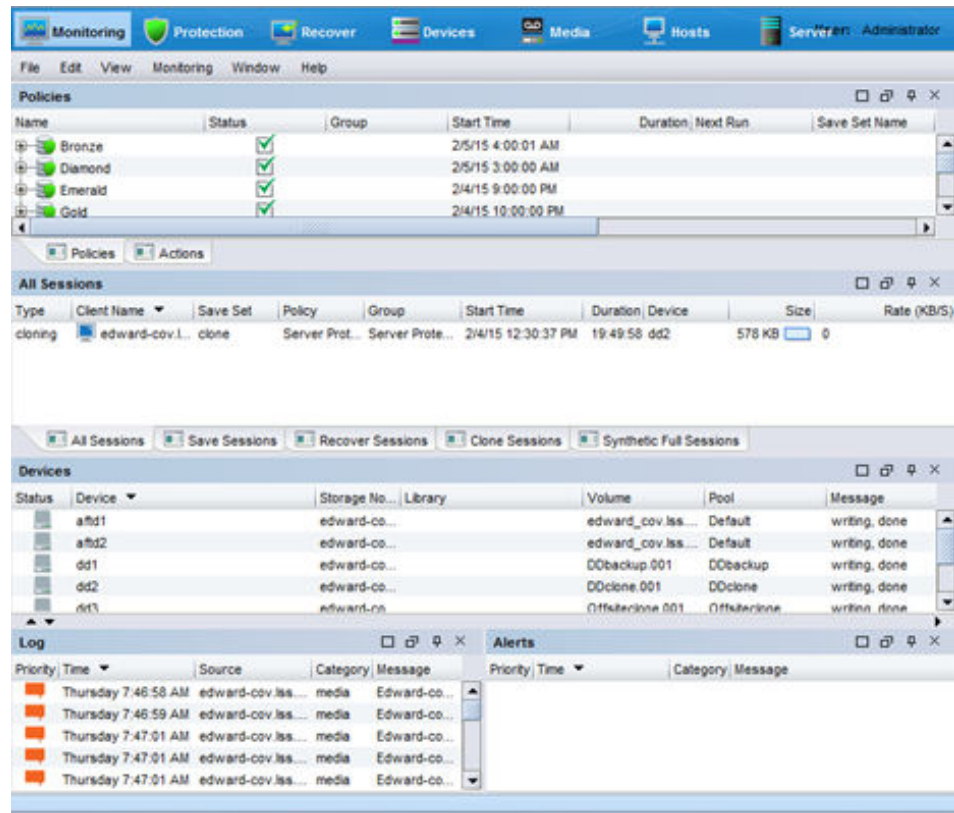 Monitoring Protection Recover Devices Media Hosts Server Administrator
File Edit View Monitoring Window Help
Policies
Name Status Group Start Time Duration Next Run Save Set Name
Bronze 2/5/15 4:00:01 AM
Diamond 2/5/15 3:00:00 AM
Emerald 2/4/15 9:00:00 PM
Gold 2/4/15 10:00:00 PM
Policies Actions
All Sessions
Type Client Name Save Set Policy Group Start Time Duration Device Size Rate (KB/S)
cloning edward-cov.l... clone Server Prot... Server Prote... 2/4/15 12:30:37 PM 19:49:58 dd2 578 KB 0
All Sessions Save Sessions Recover Sessions Clone Sessions Synthetic Full Sessions
Devices
Status Device Storage No... Library Volume Pool Message
aftd1 edward-co... edward_cov.lss.... Default writing, done
aftd2 edward-co... edward_cov.lss.... Default writing, done
dd1 edward-co... DDbackup.001 DDbackup writing, done
dd2 edward-co... DDclone.001 DDclone writing, done
dd3 edward-co Offsiteclone.001 Offsiteclone writing, done
Log Alerts
Priority Time Source Category Message Priority Time Category Message
Thursday 7:46:58 AM edward-cov.lss.... media Edward-co...
Thursday 7:46:59 AM edward-cov.lss.... media Edward-co...
Thursday 7:47:01 AM edward-cov.lss.... media Edward-co...
Thursday 7:47:01 AM edward-cov.lss.... media Edward-co...
Thursday 7:47:01 AM edward-cov.lss.... media Edward-co...